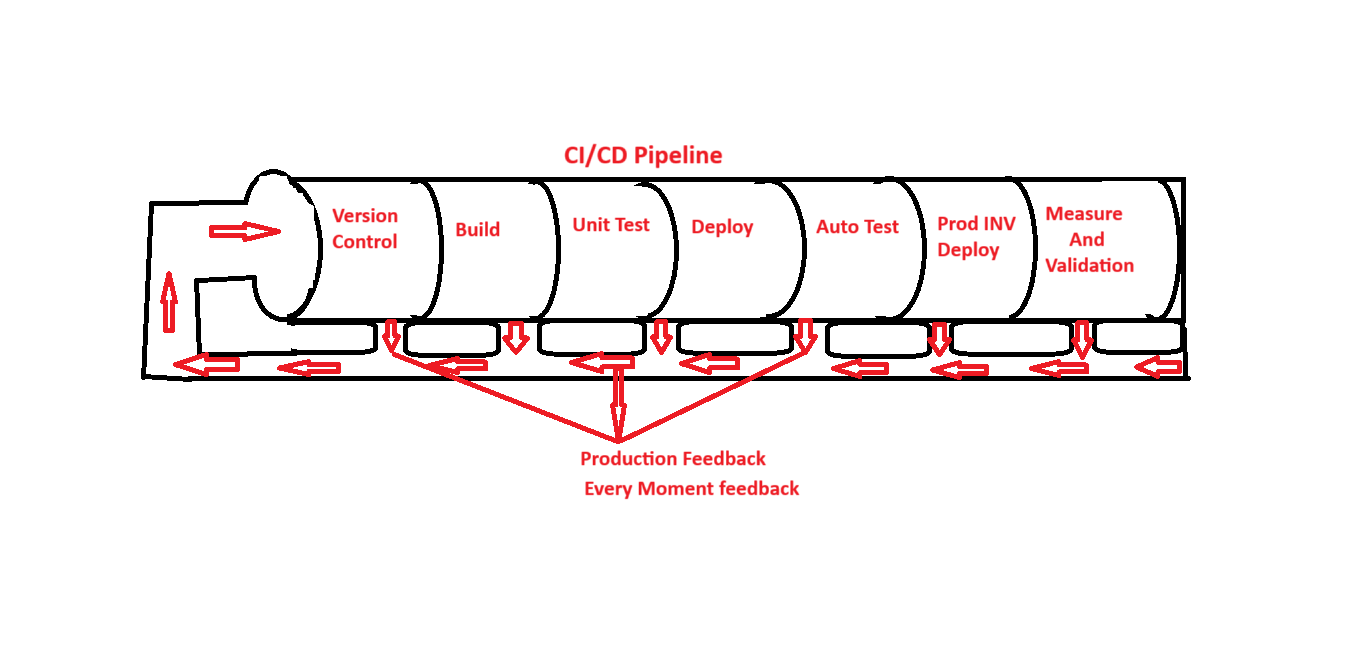 CI/CD Pipeline
Version
Control
Build
Unit Test
Deploy
Auto Test
Prod INV
Deploy
Measure
And
Validation
Production Feedback
Every Moment feedback